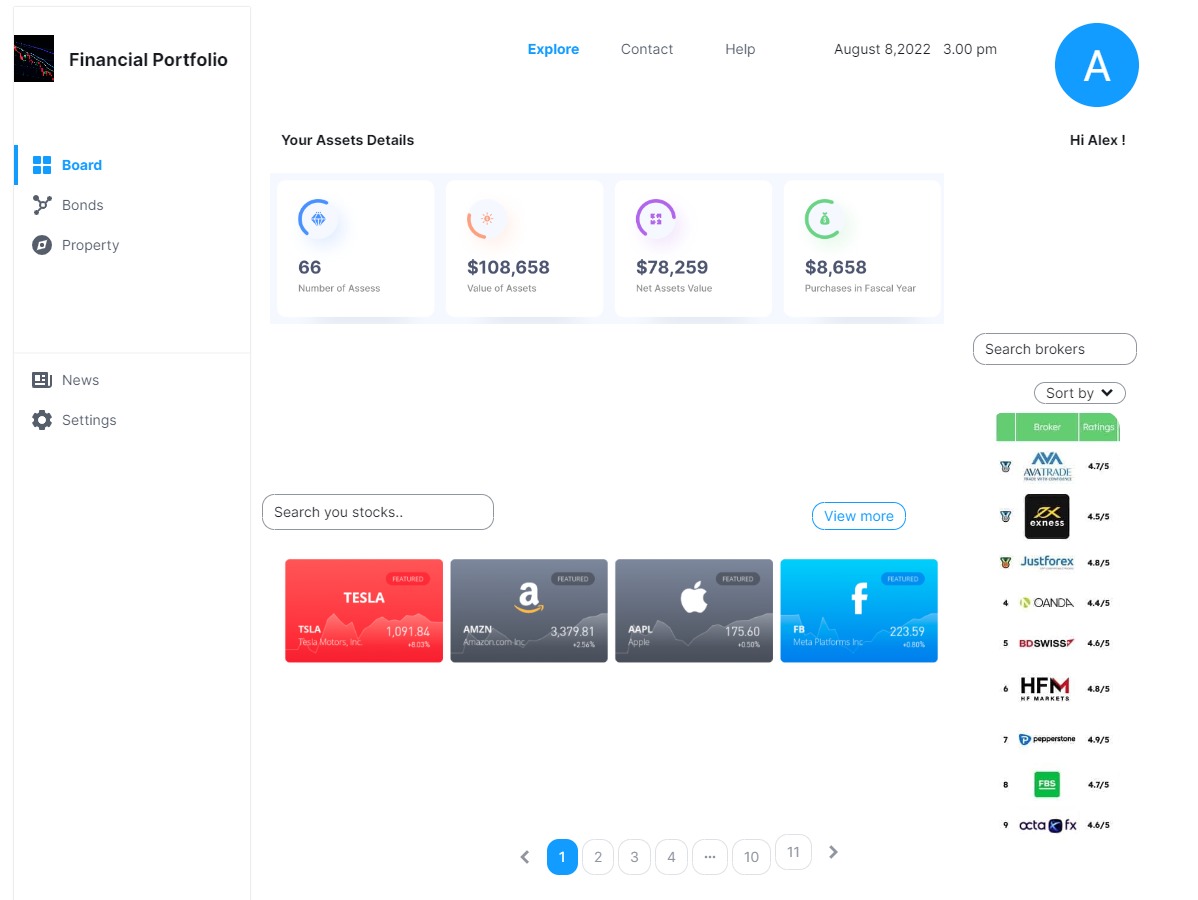 Financial Portfolio
Explore Contact Help August 8,2022 3.00 pm
A
Your Assets Details
Hi Alex !
Board
Bonds
Property
News
Settings
66
Number of Assess
$108,658
Value of Assets
$78,259
Net Assets Value
$8,658
Purchases in Fascal Year
Search brokers
Sort by
Broker Ratings
AVATRADE
TRADE WITH CONFIDENCE
4.7/5
exness 4.5/5
Justforex 4.8/5
4 OANDA 4.4/5
5 BDSWISS 4.6/5
6 HFM
HF MARKETS
4.8/5
7 pepperstone 4.9/5
8 FBS 4.7/5
9 octa fx 4.6/5
Search you stocks..
View more
FEATURED
TESLA
TSLA 1,091.84
Tesla Motors, Inc. +8.03%
FEATURED
a
AMZN 3,379.81
Amazon.com Inc. +2.56%
FEATURED
AAPL 175.60
Apple +0.50%
FEATURED
f
FB 223.59
Meta Platforms Inc +0.80%
1 2 3 4 ... 10 11